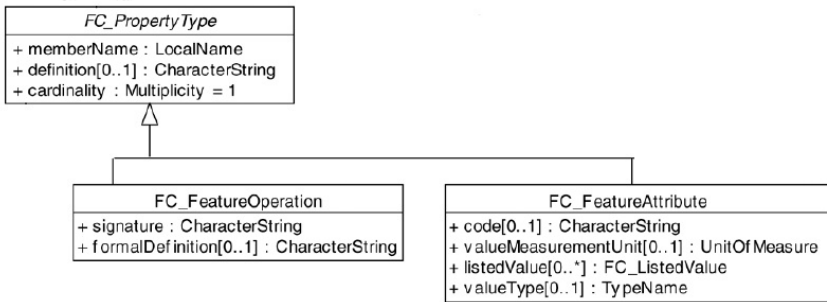 FC_PropertyType
+ memberName : LocalName
+ definition[0..1] : CharacterString
+ cardinality : Multiplicity = 1
FC_FeatureOperation
+ signature : CharacterString
+ formalDefinition[0..1] : CharacterString
FC_FeatureAttribute
+ code[0..1] : CharacterString
+ valueMeasurementUnit[0..1] : UnitOfMeasure
+ listedValue[0..*] : FC_ListedValue
+ valueType[0..1] : TypeName